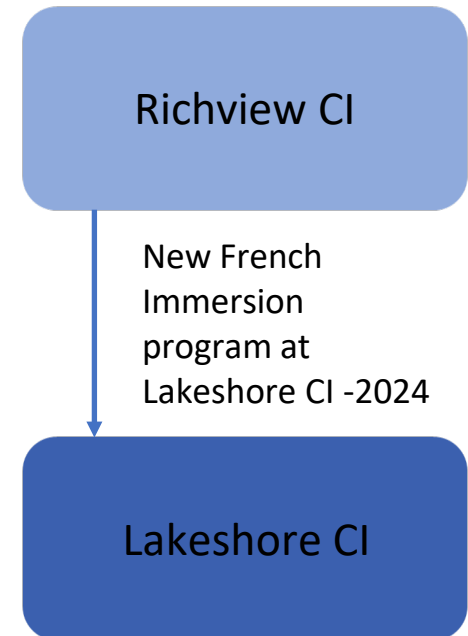 Richview CI
New French
Immersion
program at
Lakeshore CI -2024
Lakeshore CI